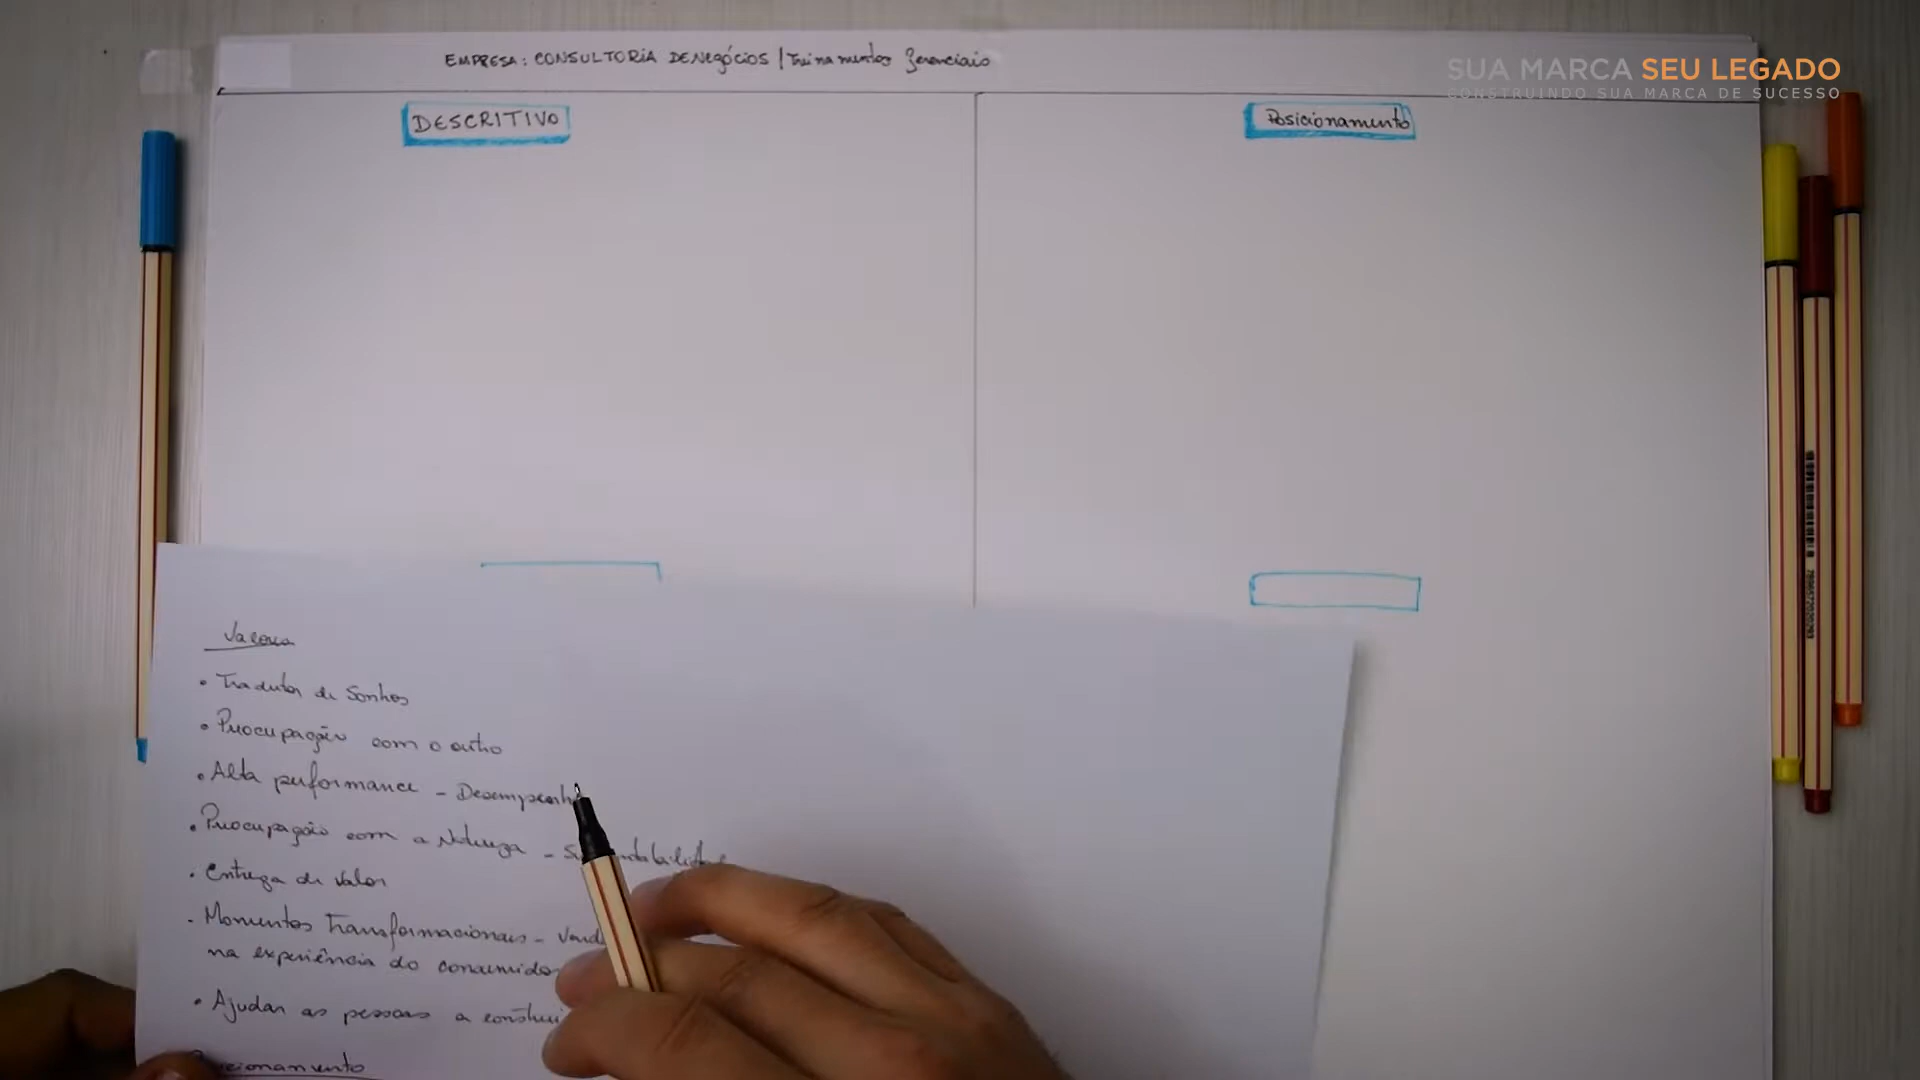 EMPRESA: CONSULTORIA DE NEGÓCIOS / Treinamentos Gerenciais
SUA MARCA SEU LEGADO
CONSTRUINDO SUA MARCA DE SUCESSO
DESCRITIVO
Posicionamento
Valores
• Tradutor de Sonhos
• Preocupação com o outro
• Alta performance - Desempenho
• Preocupação com a Natureza -
• Entrega de Valor
• Momentos Transformacionais -
na experiência do consumidor
• Ajudar as pessoas a